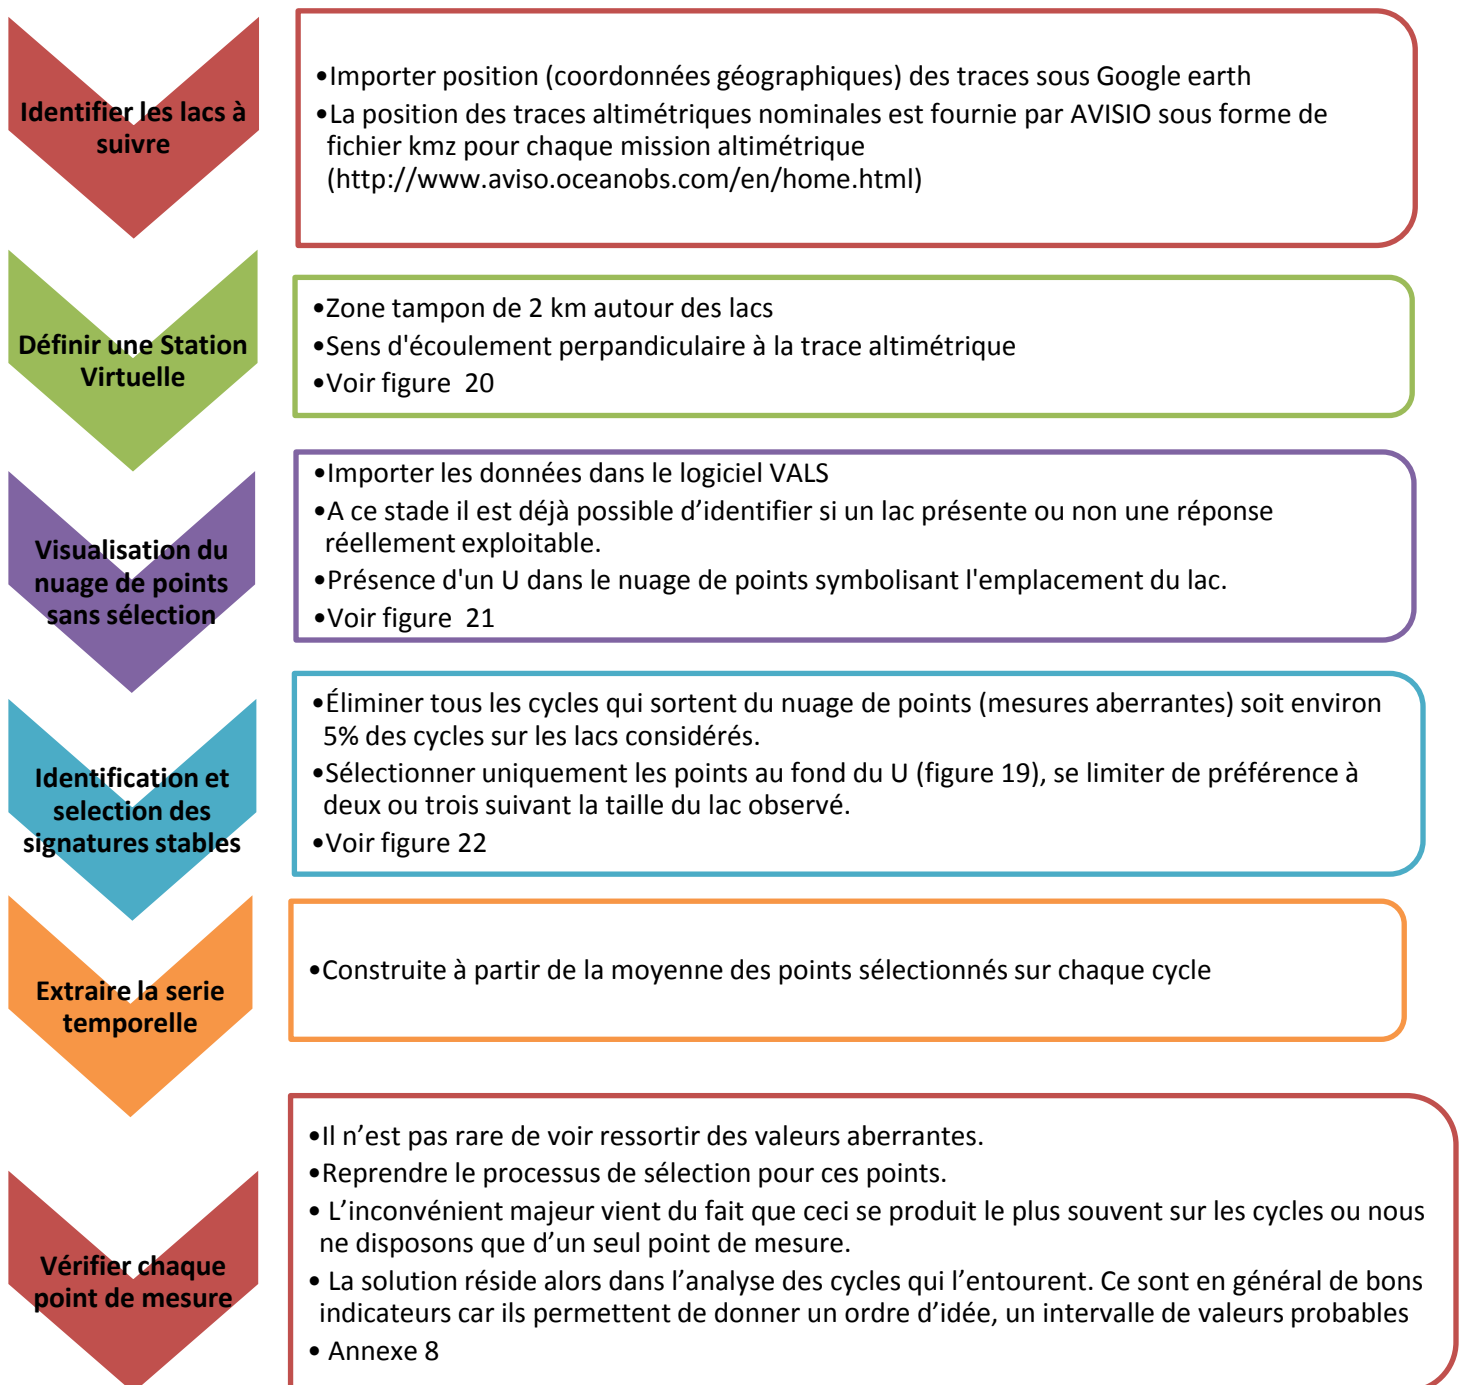 Identifier les lacs à
suivre
•Importer position (coordonnées géographiques) des traces sous Google earth
•La position des traces altimétriques nominales est fournie par AVISIO sous forme de
fichier kmz pour chaque mission altimétrique
(http://www.aviso.oceanobs.com/en/home.html)
Définir une Station
Virtuelle
•Zone tampon de 2 km autour des lacs
•Sens d'écoulement perpandiculaire à la trace altimétrique
•Voir figure 20
Visualisation du
nuage de points
sans sélection
•Importer les données dans le logiciel VALS
•A ce stade il est déjà possible d’identifier si un lac présente ou non une réponse
réellement exploitable.
•Présence d'un U dans le nuage de points symbolisant l'emplacement du lac.
•Voir figure 21
Identification et
selection des
signatures stables
•Éliminer tous les cycles qui sortent du nuage de points (mesures aberrantes) soit environ
5% des cycles sur les lacs considérés.
•Sélectionner uniquement les points au fond du U (figure 19), se limiter de préférence à
deux ou trois suivant la taille du lac observé.
•Voir figure 22
Extraire la serie
temporelle
•Construite à partir de la moyenne des points sélectionnés sur chaque cycle
Vérifier chaque
point de mesure
•Il n’est pas rare de voir ressortir des valeurs aberrantes.
•Reprendre le processus de sélection pour ces points.
• L’inconvénient majeur vient du fait que ceci se produit le plus souvent sur les cycles ou nous
ne disposons que d’un seul point de mesure.
• La solution réside alors dans l’analyse des cycles qui l’entourent. Ce sont en général de bons
indicateurs car ils permettent de donner un ordre d’idée, un intervalle de valeurs probables
• Annexe 8